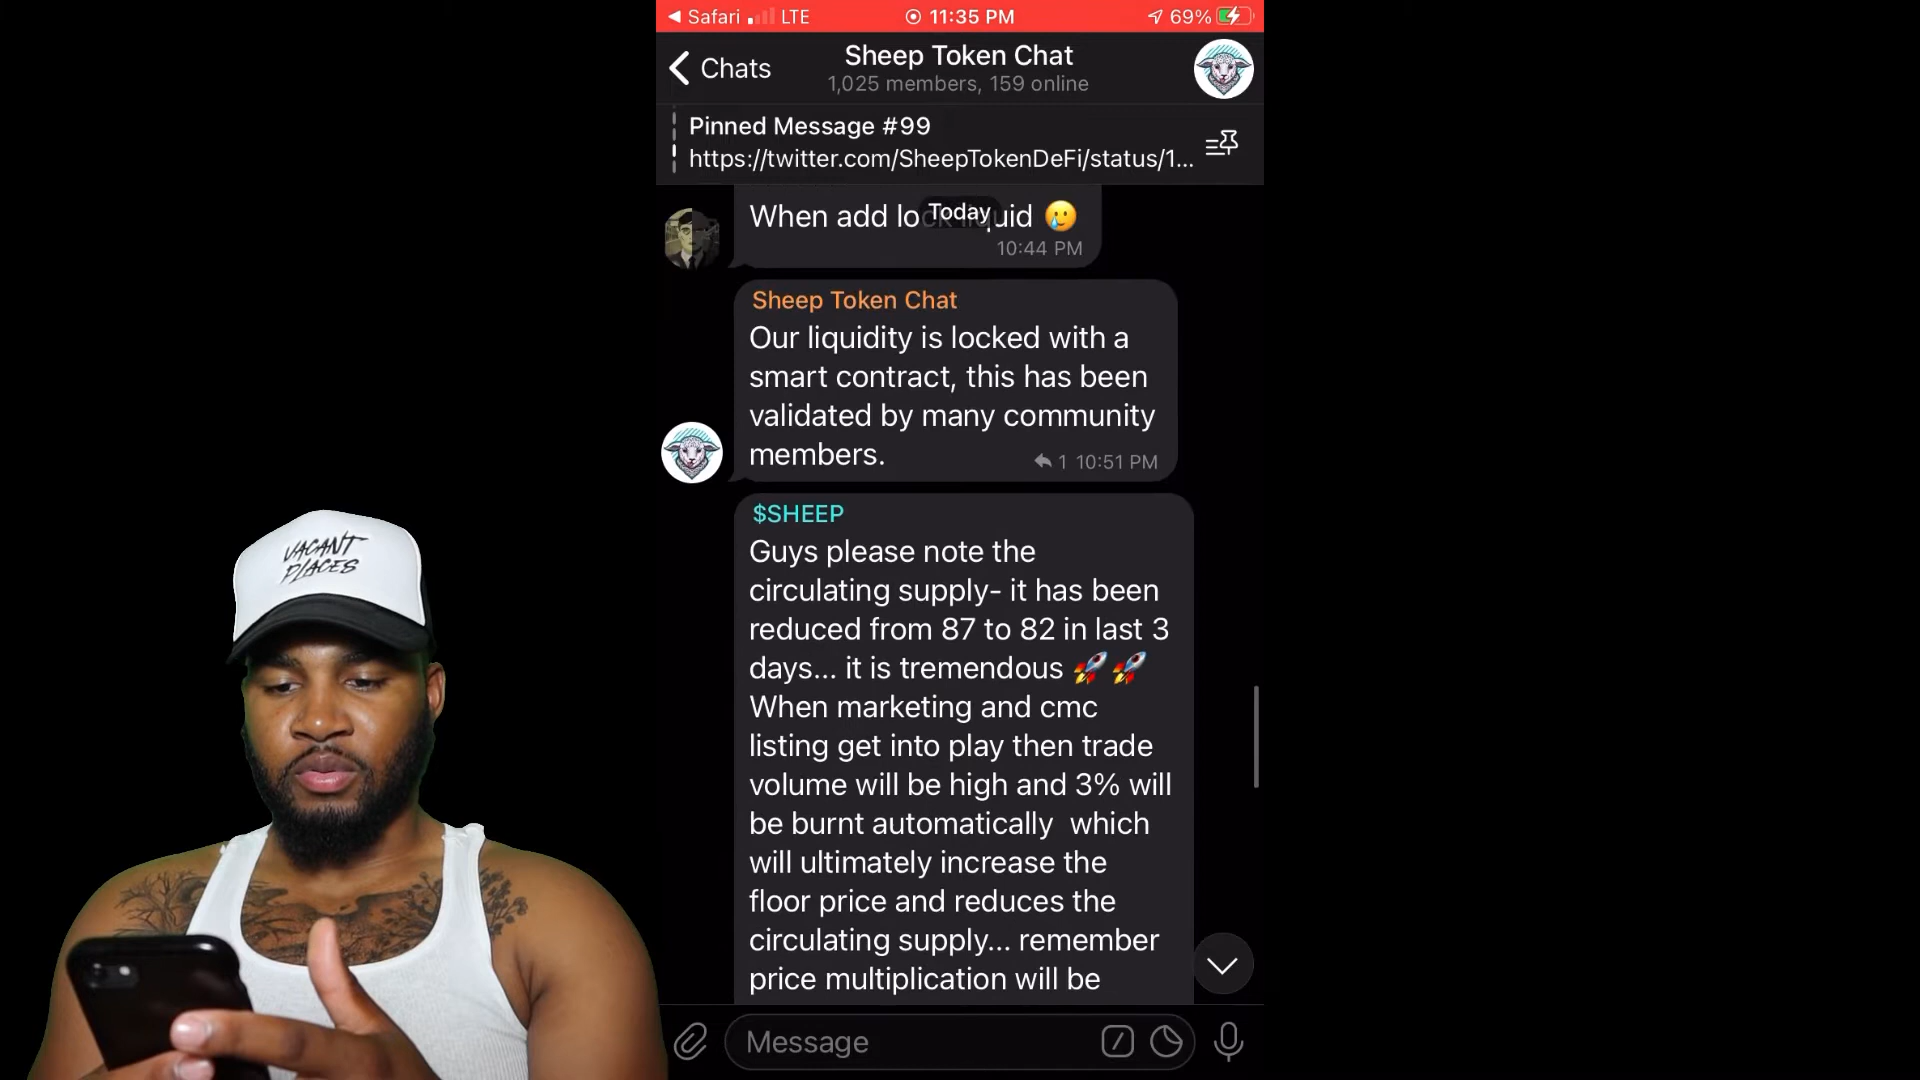 Safari LTE 11:35 PM 69%
Chats
Sheep Token Chat
1,025 members, 159 online
Pinned Message #99
https://twitter.com/SheepTokenDeFi/status/1...
Today
When add lock liquid 🥲
10:44 PM
Sheep Token Chat
Our liquidity is locked with a
smart contract, this has been
validated by many community
members.
1 10:51 PM
$SHEEP
Guys please note the
circulating supply- it has been
reduced from 87 to 82 in last 3
days... it is tremendous 🚀🚀
When marketing and cmc
listing get into play then trade
volume will be high and 3% will
be burnt automatically which
will ultimately increase the
floor price and reduces the
circulating supply... remember
price multiplication will be
Message
VACANT
PLACES